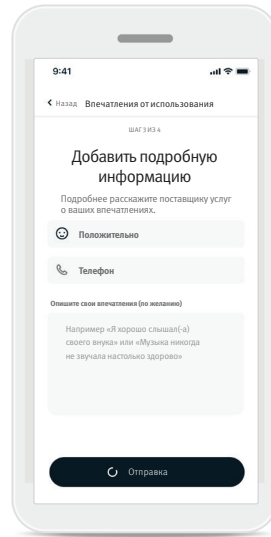 9:41
Назад Впечатления от использования
ШАГ 3 ИЗ 4
Добавить подробную
информацию
Подробнее расскажите поставщику услуг
о ваших впечатлениях.
Положительно
Телефон
Опишите свои впечатления (по желанию)
Например «Я хорошо слышал(-а)
своего внука» или «Музыка никогда
не звучала настолько здорово»
Отправка